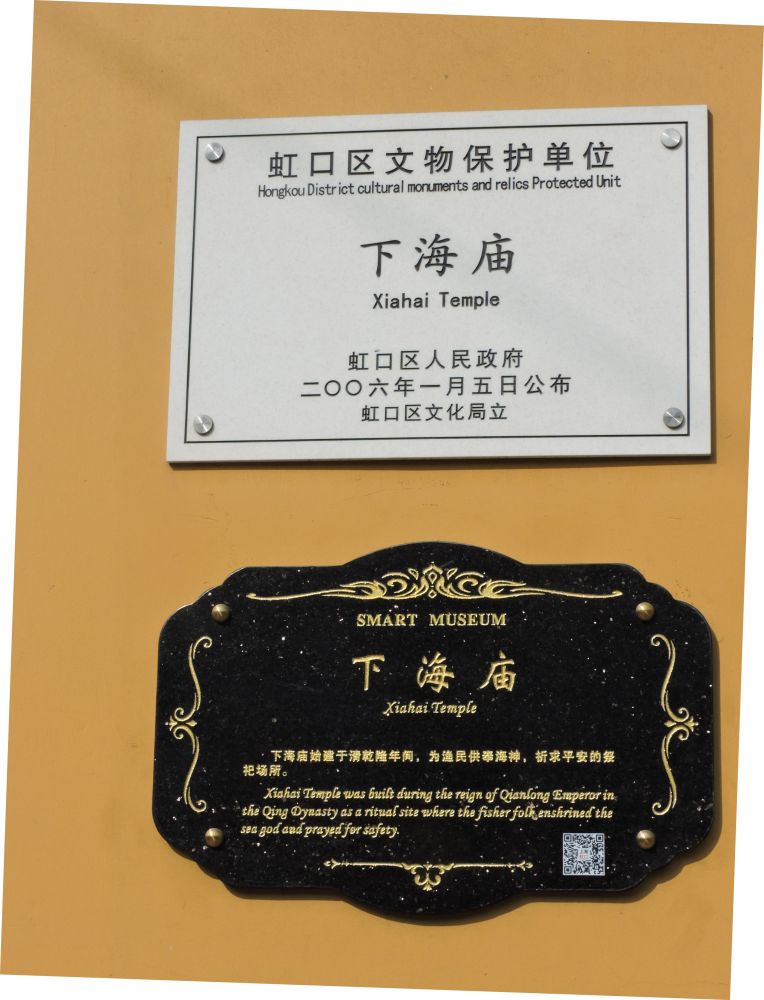 虹口区文物保护单位
Hongkou District cultural monuments and relics Protected Unit
下海庙
Xiahai Temple
虹口区人民政府
二〇〇六年一月五日公布
虹口区文化局立
SMART MUSEUM
下海庙
Xiahai Temple
下海庙始建于清乾隆年间，为渔民供奉海神，祈求平安的祭
祀场所。
Xiahai Temple was built during the reign of Qianlong Emperor in
the Qing Dynasty as a ritual site where the fisher folk enshrined the
sea god and prayed for safety.